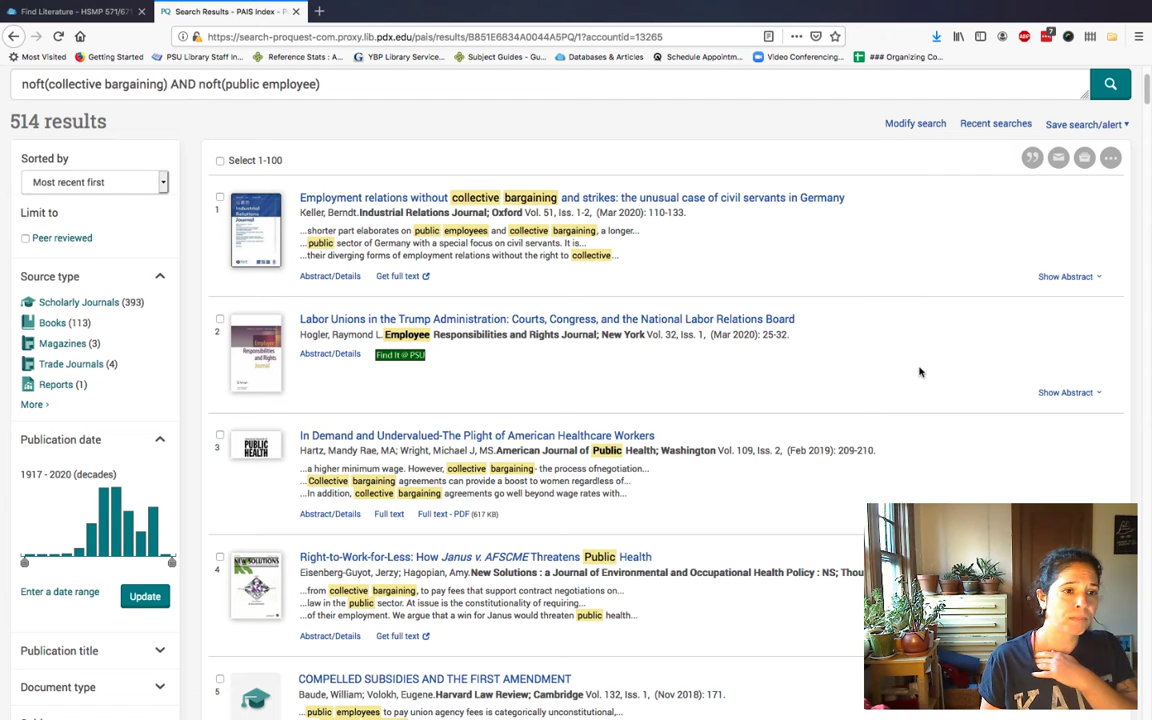 Find Literature - HSMP 571/671
PQ Search Results - PAIS Index - P
https://search-proquest-com.proxy.lib.pdx.edu/pais/results/B851E6834A0044A5PQ/1?accountid=13265
Most Visited Getting Started PSU Library Staff In... Reference Stats : A... YBP Library Service... Subject Guides - Gu... Databases & Articles Schedule Appointm... Video Conferencing... ### Organizing Co...
noft(collective bargaining) AND noft(public employee)
514 results
Modify search Recent searches Save search/alert
Sorted by
Most recent first
Limit to
Peer reviewed
Source type
Scholarly Journals (393)
Books (113)
Magazines (3)
Trade Journals (4)
Reports (1)
More ›
Publication date
1917 - 2020 (decades)
Enter a date range
Update
Publication title
Document type
Select 1-100
1
Employment relations without collective bargaining and strikes: the unusual case of civil servants in Germany
Keller, Berndt.Industrial Relations Journal; Oxford Vol. 51, Iss. 1-2, (Mar 2020): 110-133.
...shorter part elaborates on public employees and collective bargaining, a longer...
...public sector of Germany with a special focus on civil servants. It is...
...their diverging forms of employment relations without the right to collective...
Abstract/Details Get full text
Show Abstract
2
Labor Unions in the Trump Administration: Courts, Congress, and the National Labor Relations Board
Hogler, Raymond L.Employee Responsibilities and Rights Journal; New York Vol. 32, Iss. 1, (Mar 2020): 25-32.
Abstract/Details Find It @ PSU
Show Abstract
3
PUBLIC HEALTH
In Demand and Undervalued-The Plight of American Healthcare Workers
Hartz, Mandy Rae, MA; Wright, Michael J, MS.American Journal of Public Health; Washington Vol. 109, Iss. 2, (Feb 2019): 209-210.
...a higher minimum wage. However, collective bargaining- the process ofnegotiation...
...Collective bargaining agreements can provide a boost to women regardless of...
...In addition, collective bargaining agreements go well beyond wage rates with...
Abstract/Details Full text Full text - PDF (617 KB)
4
NEW SOLUTIONS
Right-to-Work-for-Less: How Janus v. AFSCME Threatens Public Health
Eisenberg-Guyot, Jerzy; Hagopian, Amy.New Solutions : a Journal of Environmental and Occupational Health Policy : NS; Thou
...from collective bargaining, to pay fees that support contract negotiations on...
...law in the public sector. At issue is the constitutionality of requiring...
...of their employment. We argue that a win for Janus would threaten public health...
Abstract/Details Get full text
5
COMPELLED SUBSIDIES AND THE FIRST AMENDMENT
Baude, William; Volokh, Eugene.Harvard Law Review; Cambridge Vol. 132, Iss. 1, (Nov 2018): 171.
...public employees to pay union agency fees is categorically unconstitutional,...